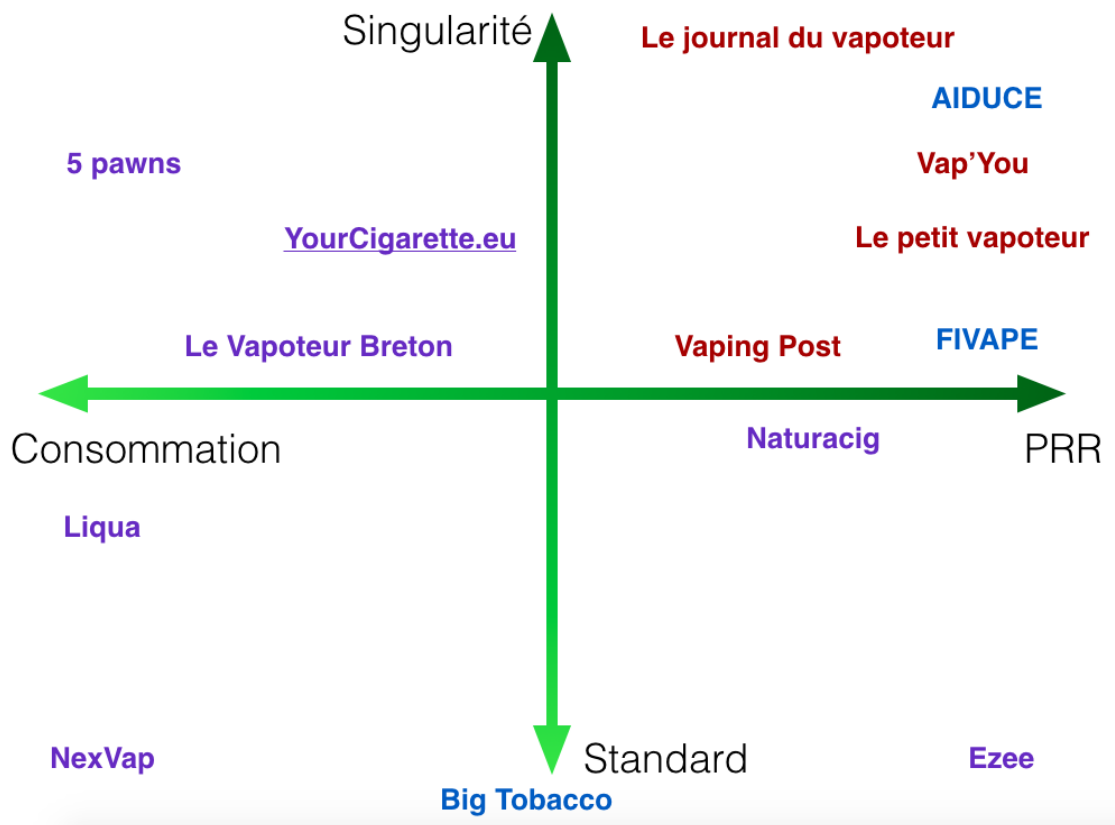 Singularité
Le journal du vapoteur
AIDUCE
5 pawns
Vap’You
YourCigarette.eu
Le petit vapoteur
Le Vapoteur Breton
Vaping Post
FIVAPE
Consommation
Naturacig
PRR
Liqua
NexVap
Standard
Ezee
Big Tobacco